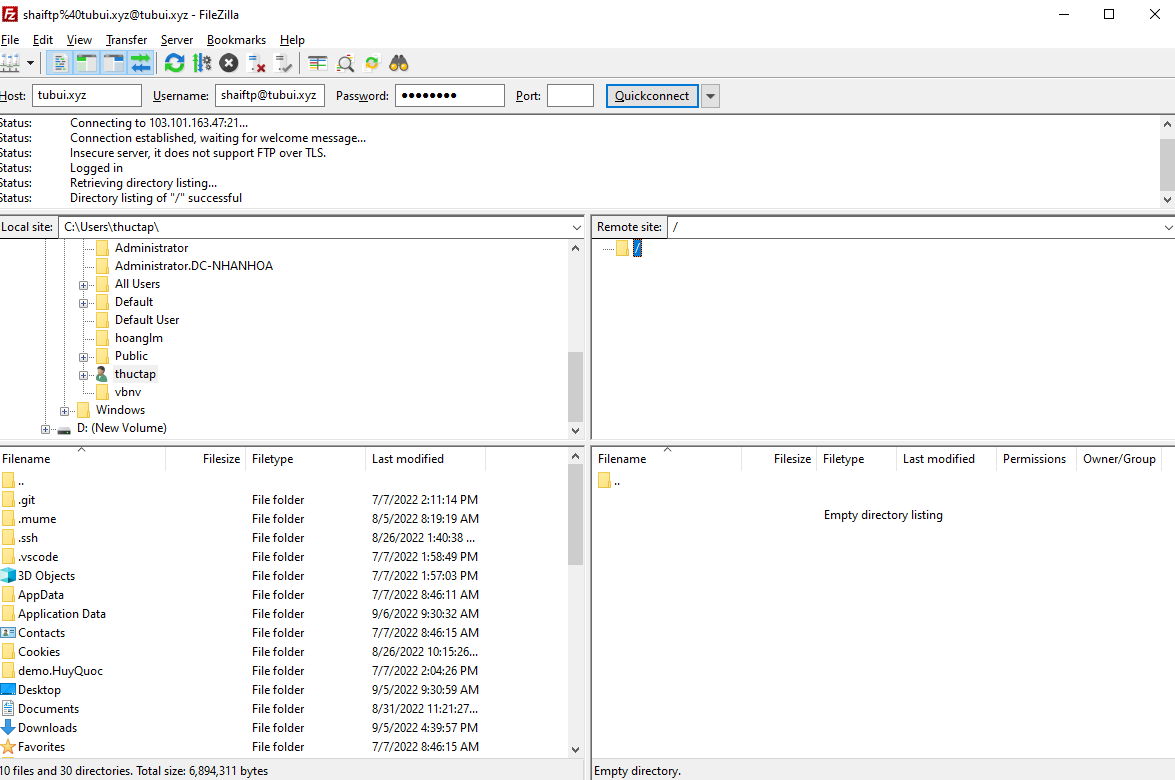 shaiftp%40tubui.xyz@tubui.xyz - FileZilla
File Edit View Transfer Server Bookmarks Help
Host: tubui.xyz Username: shaiftp@tubui.xyz Password: ●●●●●●●● Port: Quickconnect
Status: Connecting to 103.101.163.47:21...
Status: Connection established, waiting for welcome message...
Status: Insecure server, it does not support FTP over TLS.
Status: Logged in
Status: Retrieving directory listing...
Status: Directory listing of "/" successful
Local site: C:\Users\thuctap\
Administrator
Administrator.DC-NHANHOA
All Users
Default
Default User
hoanglm
Public
thuctap
vbnv
Windows
D: (New Volume)
Remote site: /
/
Filename Filesize Filetype Last modified
..
.git File folder 7/7/2022 2:11:14 PM
.mume File folder 8/5/2022 8:19:19 AM
.ssh File folder 8/26/2022 1:40:38 ...
.vscode File folder 7/7/2022 1:58:49 PM
3D Objects File folder 7/7/2022 1:57:03 PM
AppData File folder 7/7/2022 8:46:11 AM
Application Data File folder 9/6/2022 9:30:32 AM
Contacts File folder 7/7/2022 8:46:15 AM
Cookies File folder 8/26/2022 10:15:26...
demo.HuyQuoc File folder 7/7/2022 2:04:26 PM
Desktop File folder 9/5/2022 9:30:59 AM
Documents File folder 8/31/2022 11:21:27...
Downloads File folder 9/5/2022 4:39:57 PM
Favorites File folder 7/7/2022 8:46:15 AM
10 files and 30 directories. Total size: 6,894,311 bytes
Filename Filesize Filetype Last modified Permissions Owner/Group
..
Empty directory listing
Empty directory.